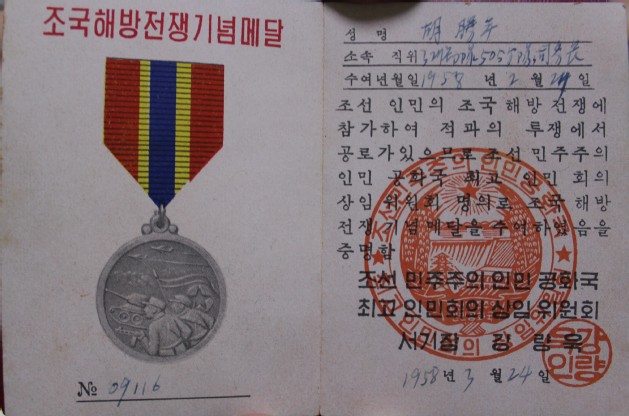 조국해방전쟁기념메달
№ 09116
성 명 胡
소속 직위 505
수여년월일 1958 년 2 월 24 일
조선 인민의 조국 해방 전쟁에
참가하여 적과의 투쟁에서
공로가 있으므로 조선 민주주의
인민 공화국 최고 인민 회의
상임 위원회 명의로 조국 해방
전쟁기념메달을 수여하였음을
증명함
조선 민주주의 인민 공화국
최고 인민회의 상임 위원회
서기장 강 량 욱
1958 년 3 월 24 일